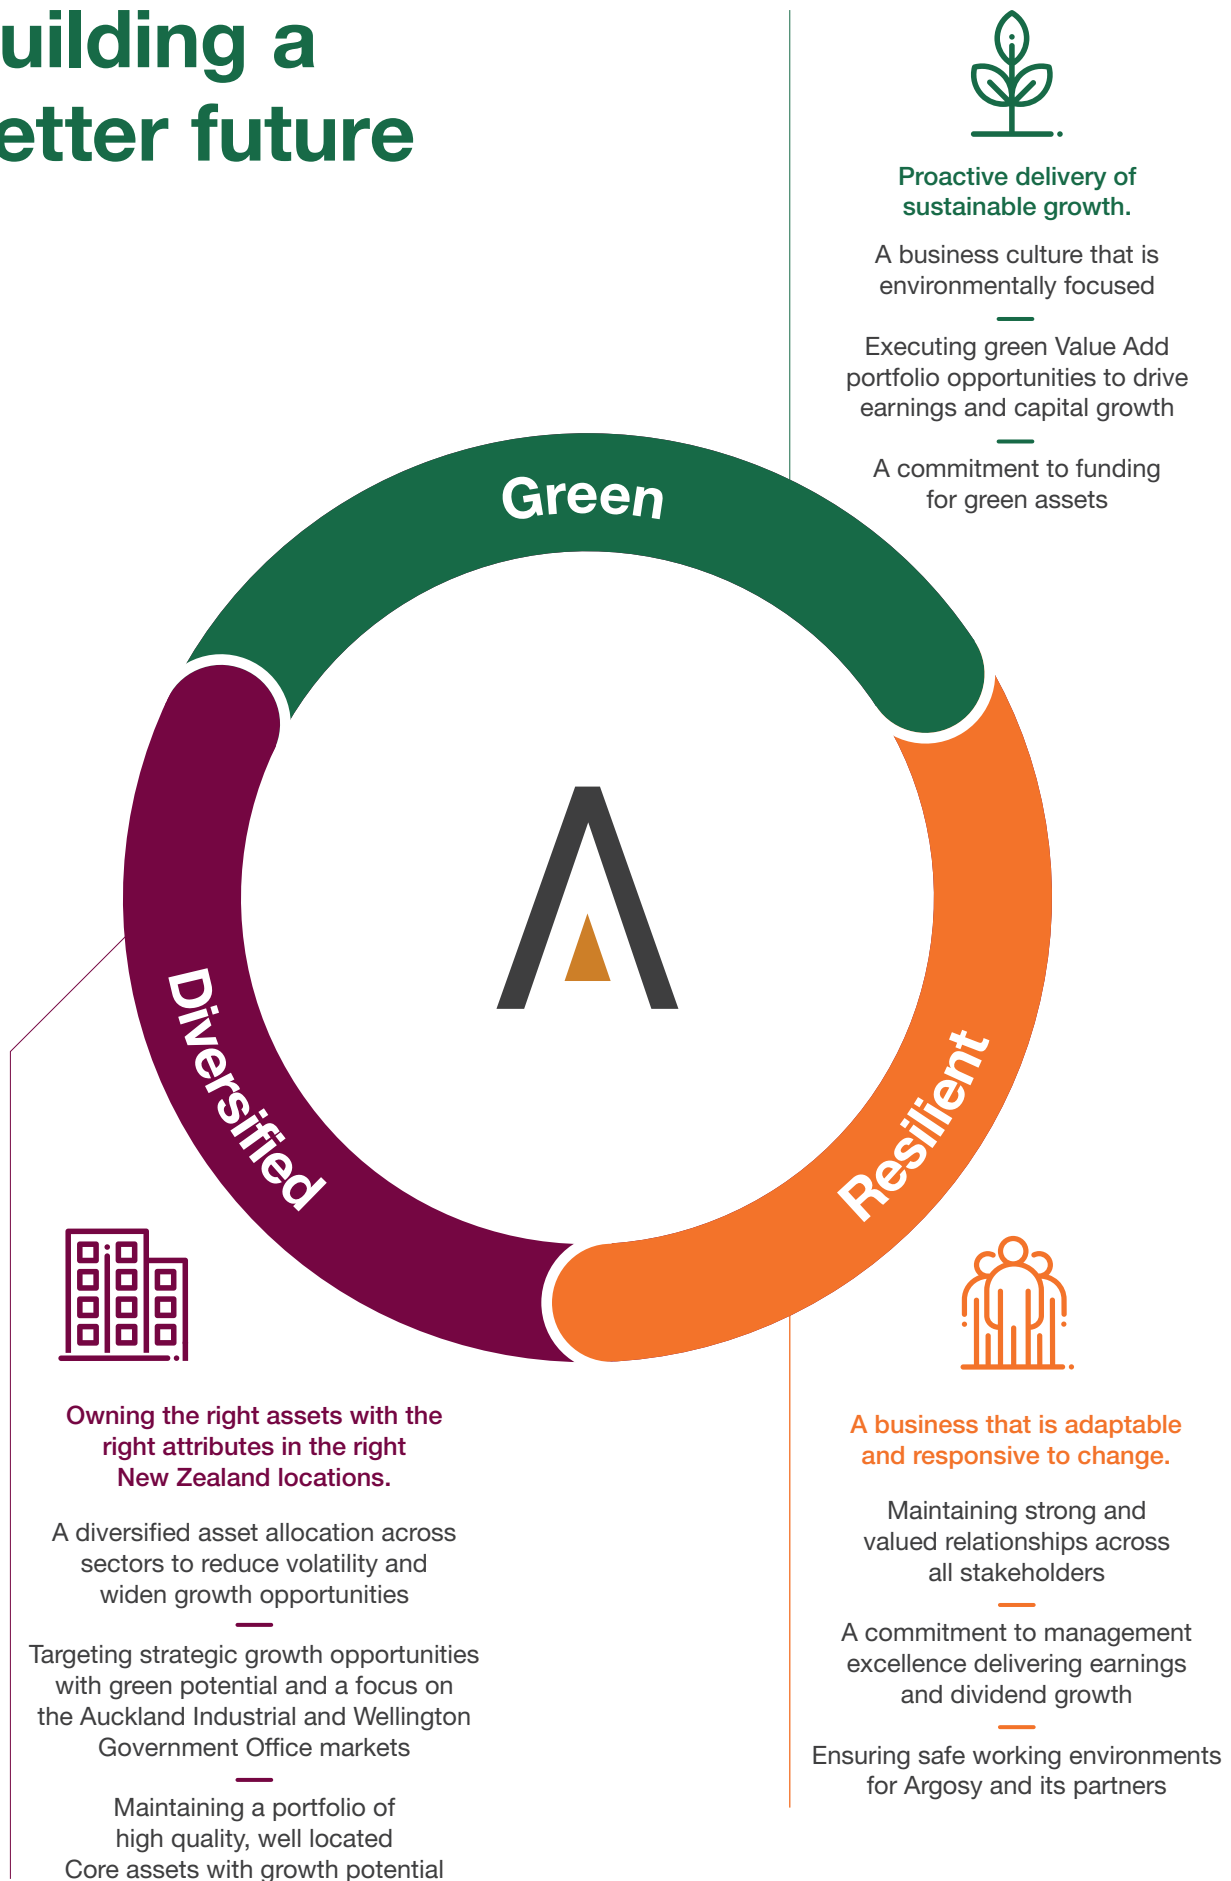 uilding a
etter future
Proactive delivery of
sustainable growth.
A business culture that is
environmentally focused
Executing green Value Add
portfolio opportunities to drive
earnings and capital growth
A commitment to funding
for green assets
Green
Diversified
Resilient
Owning the right assets with the
right attributes in the right
New Zealand locations.
A diversified asset allocation across
sectors to reduce volatility and
widen growth opportunities
Targeting strategic growth opportunities
with green potential and a focus on
the Auckland Industrial and Wellington
Government Office markets
Maintaining a portfolio of
high quality, well located
Core assets with growth potential
A business that is adaptable
and responsive to change.
Maintaining strong and
valued relationships across
all stakeholders
A commitment to management
excellence delivering earnings
and dividend growth
Ensuring safe working environments
for Argosy and its partners